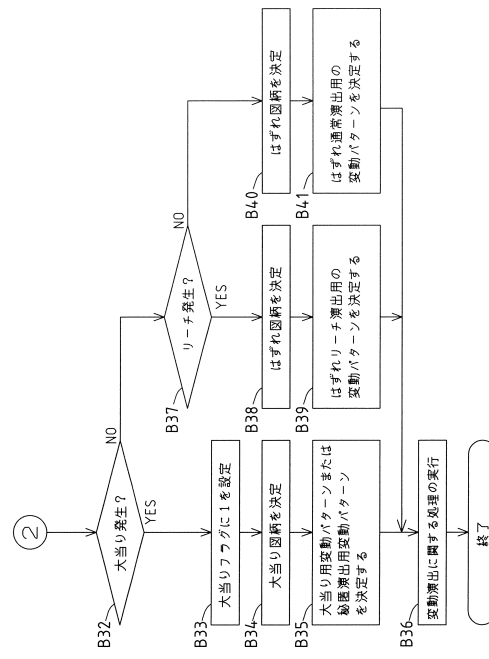 2
B32
大当り発生?
NO
YES
B33
大当りフラグに1を設定
B34
大当り図柄を決定
B35
大当り用変動パターンまたは
秘匿演出用変動パターン
を決定する
B36
変動演出に関する処理の実行
終了
B37
リーチ発生?
NO
YES
B38
はずれ図柄を決定
B39
はずれリーチ演出用の
変動パターンを決定する
B40
はずれ図柄を決定
B41
はずれ通常演出用の
変動パターンを決定する